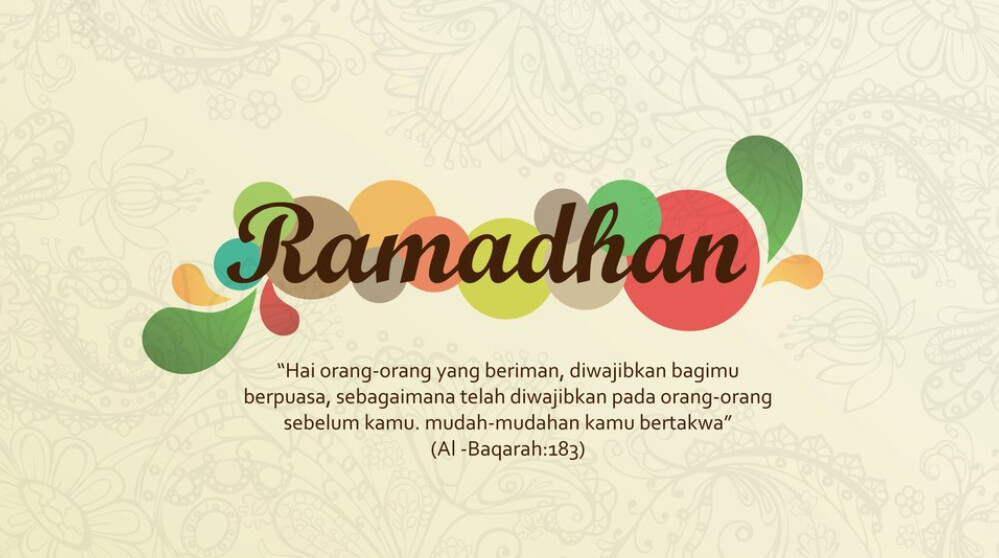 Ramadhan
“Hai orang-orang yang beriman, diwajibkan bagimu
berpuasa, sebagaimana telah diwajibkan pada orang-orang
sebelum kamu. mudah-mudahan kamu bertakwa”
(Al -Baqarah:183)